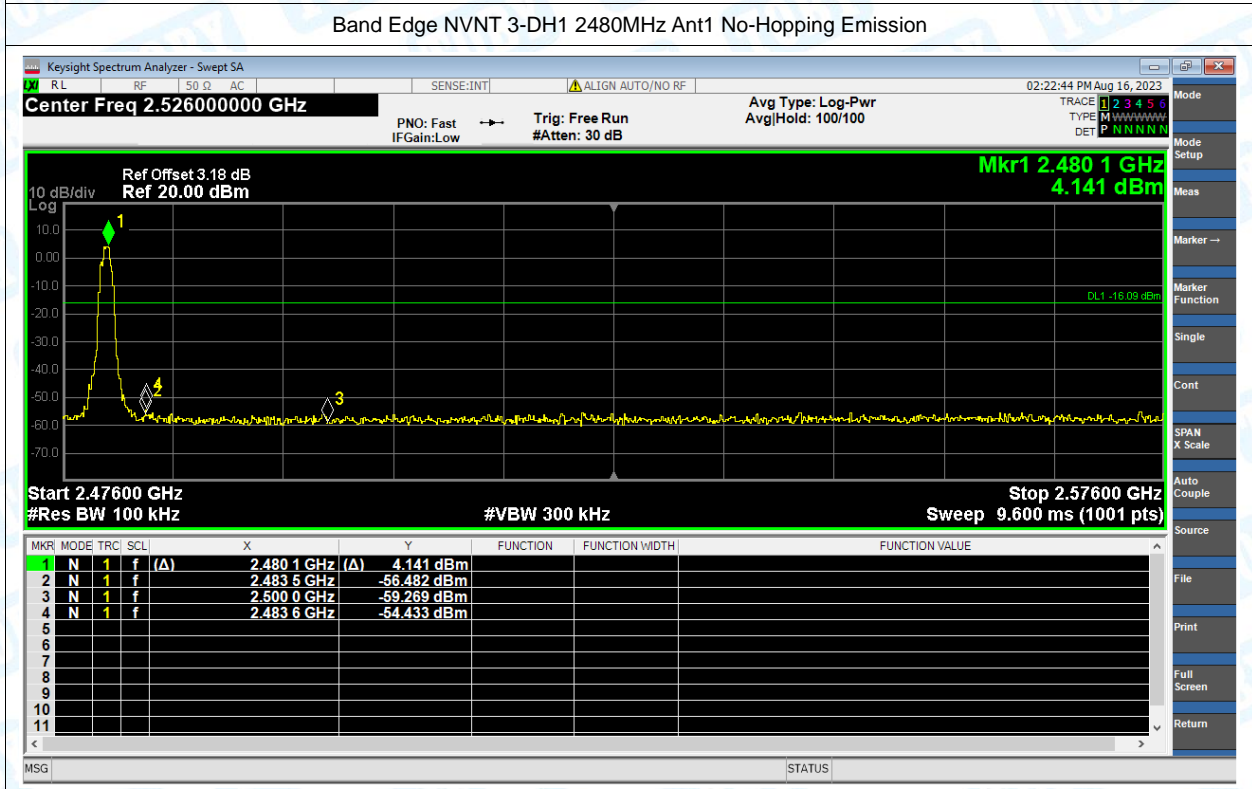 Band Edge NVNT 3-DH1 2480MHz Ant1 No-Hopping Emission
Keysight Spectrum Analyzer - Swept SA
LXI RL RF 50 Ω AC SENSE:INT ALIGN AUTO/NO RF 02:22:44 PM Aug 16, 2023
Center Freq 2.526000000 GHz
PNO: Fast
IFGain:Low
Trig: Free Run
#Atten: 30 dB
Avg Type: Log-Pwr
Avg|Hold: 100/100
TRACE 1 2 3 4 5 6
TYPE M WWWWW
DET P N N N N N
Mkr1 2.480 1 GHz
4.141 dBm
Ref Offset 3.18 dB
10 dB/div Ref 20.00 dBm
Log
10.0
0.00
-10.0
-20.0
-30.0
-40.0
-50.0
-60.0
-70.0
1
4
2
3
DL1 -16.09 dBm
Start 2.47600 GHz Stop 2.57600 GHz
#Res BW 100 kHz #VBW 300 kHz Sweep 9.600 ms (1001 pts)
MKR MODE TRC SCL X Y FUNCTION FUNCTION WIDTH FUNCTION VALUE
1 N 1 f (Δ) 2.480 1 GHz (Δ) 4.141 dBm
2 N 1 f 2.483 5 GHz -56.482 dBm
3 N 1 f 2.500 0 GHz -59.269 dBm
4 N 1 f 2.483 6 GHz -54.433 dBm
5
6
7
8
9
10
11
MSG STATUS
Mode
Mode
Setup
Meas
Marker →
Marker
Function
Single
Cont
SPAN
X Scale
Auto
Couple
Source
File
Print
Full
Screen
Return